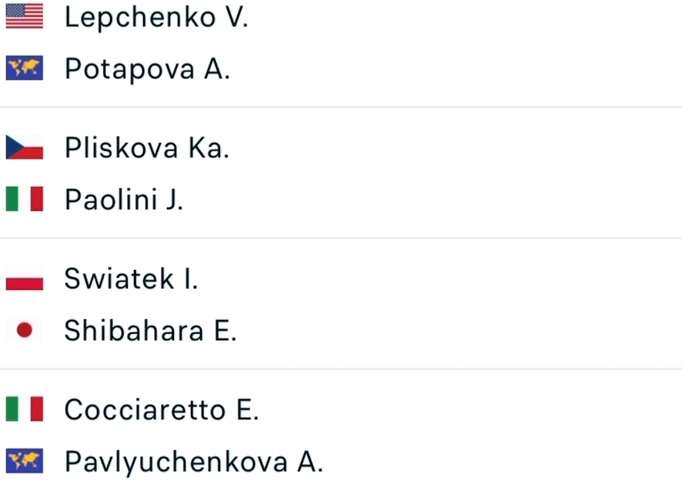 Lepchenko V.
Potapova A.
Pliskova Ka.
Paolini J.
Swiatek I.
Shibahara E.
Cocciaretto E.
Pavlyuchenkova A.